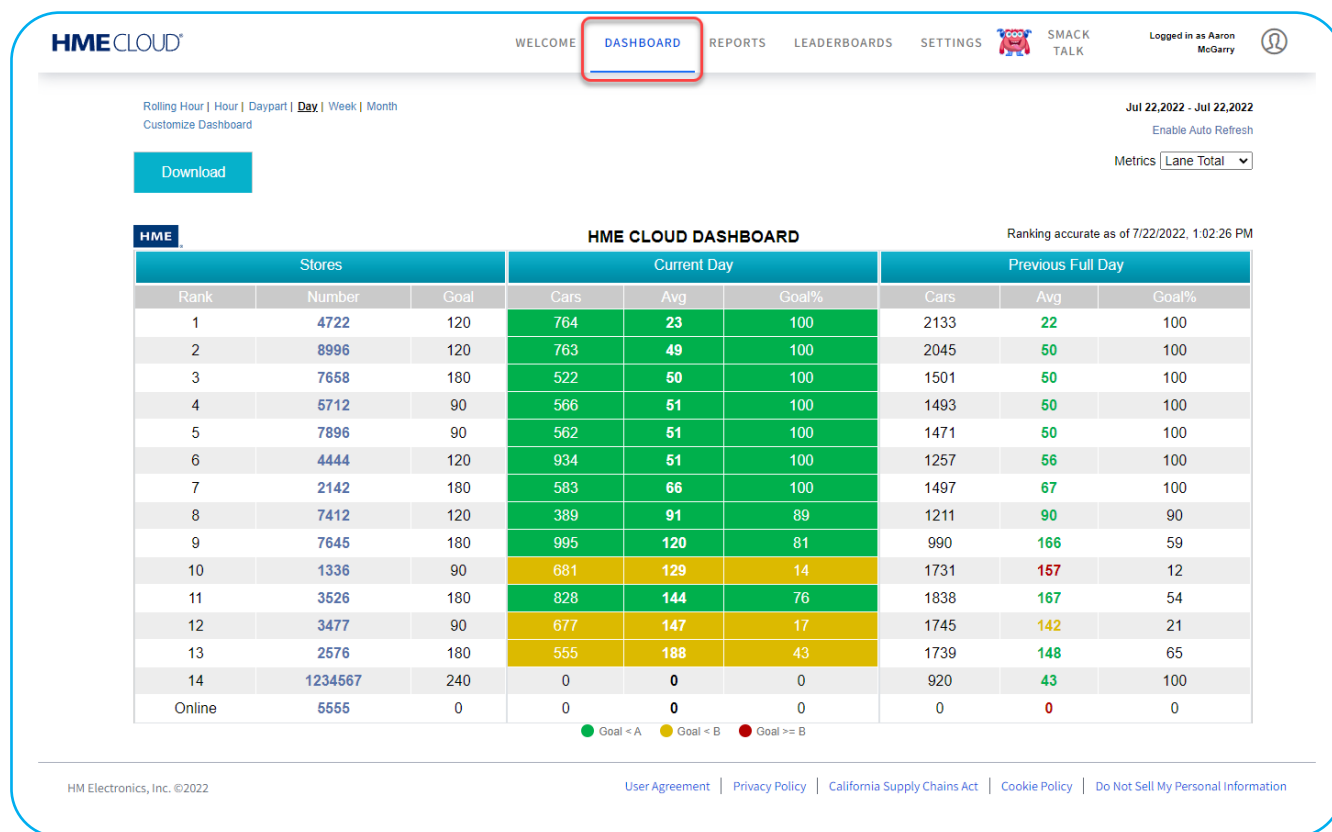 HME CLOUD®
WELCOME DASHBOARD REPORTS LEADERBOARDS SETTINGS SMACK TALK Logged in as Aaron McGarry
Rolling Hour | Hour | Daypart | Day | Week | Month
Customize Dashboard
Jul 22,2022 - Jul 22,2022
Enable Auto Refresh
Download
Metrics Lane Total
HME
HME CLOUD DASHBOARD
Ranking accurate as of 7/22/2022, 1:02:26 PM
Stores Current Day Previous Full Day
Rank Number Goal Cars Avg Goal% Cars Avg Goal%
1 4722 120 764 23 100 2133 22 100
2 8996 120 763 49 100 2045 50 100
3 7658 180 522 50 100 1501 50 100
4 5712 90 566 51 100 1493 50 100
5 7896 90 562 51 100 1471 50 100
6 4444 120 934 51 100 1257 56 100
7 2142 180 583 66 100 1497 67 100
8 7412 120 389 91 89 1211 90 90
9 7645 180 995 120 81 990 166 59
10 1336 90 681 129 14 1731 157 12
11 3526 180 828 144 76 1838 167 54
12 3477 90 677 147 17 1745 142 21
13 2576 180 555 188 43 1739 148 65
14 1234567 240 0 0 0 920 43 100
Online 5555 0 0 0 0 0 0 0
Goal < A Goal < B Goal >= B
HM Electronics, Inc. ©2022
User Agreement | Privacy Policy | California Supply Chains Act | Cookie Policy | Do Not Sell My Personal Information